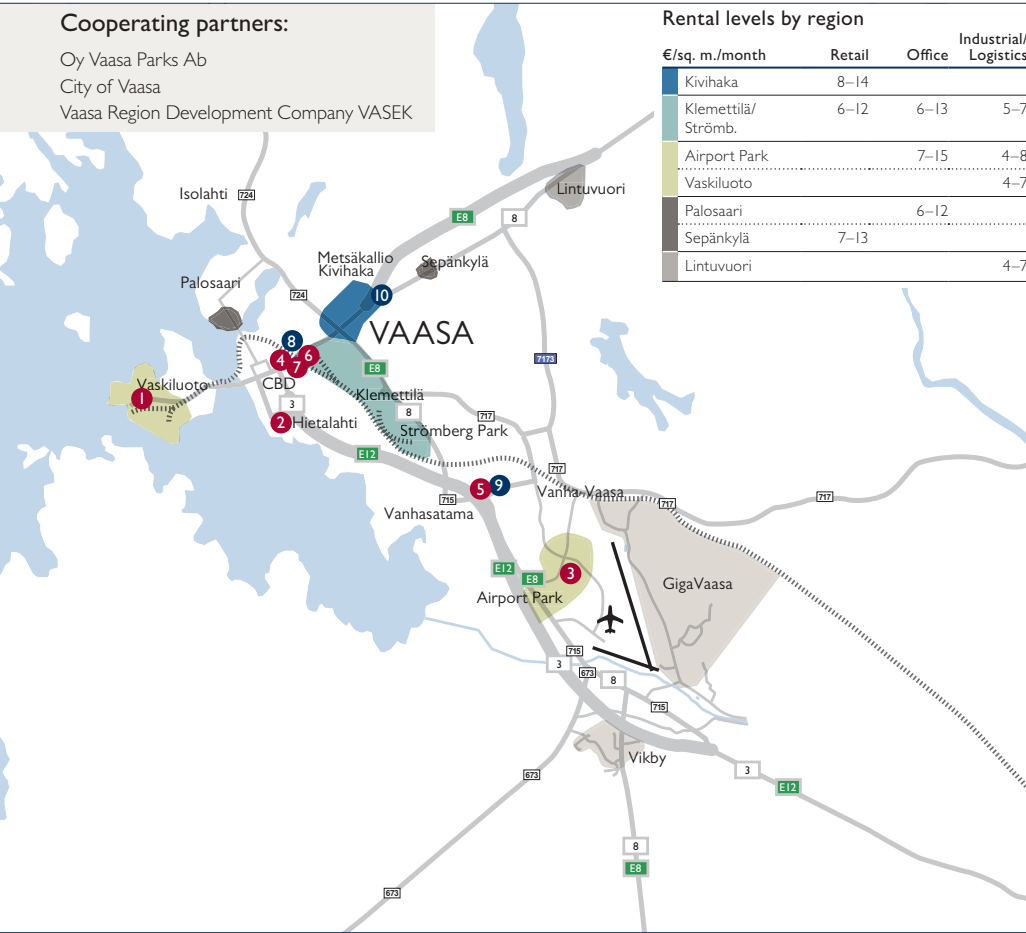 Cooperating partners:
Oy Vaasa Parks Ab
City of Vaasa
Vaasa Region Development Company VASEK
Rental levels by region
€/sq. m./month Retail Office Industrial/
Logistics
Kivihaka 8–14
Klemettilä/ 6–12 6–13 5–7
Strömb.
Airport Park 7–15 4–8
Vaskiluoto 4–7
Palosaari 6–12
Sepänkylä 7–13
Lintuvuori 4–7
Isolahti 724
Lintuvuori
E8 8
Metsäkallio
Kivihaka
Sepänkylä
Palosaari
724
10
VAASA
8
4 7 6
E8
7173
Vaskiluoto
1
CBD
3
Klemettilä
8
717
2 Hietalahti
Strömberg Park
E12
717
5 9
Vanha Vaasa
715
717
717
Vanhasatama
E12
E8
3
GigaVaasa
Airport Park
715
3
673
8
715
Vikby
673
3
E12
8
E8
673